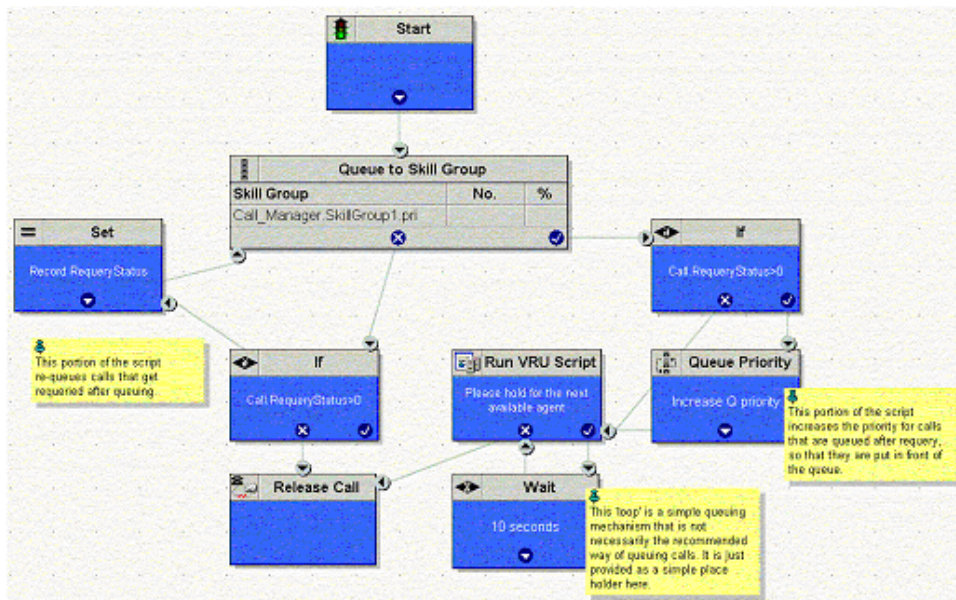 Start
Queue to Skill Group
Skill Group No. %
Call_Manager.SkillGroup1.pri
Set
Record.RequeryStatus
If
Call.RequeryStatus>0
This portion of the script
re-queues calls that get
requeried after queuing.
If
Call.RequeryStatus>0
Run VRU Script
Please hold for the next
available agent
Queue Priority
Increase Q priority
This portion of the script
increases the priority for calls
that are queued after requery,
so that they are put in front of
the queue.
Release Call
Wait
10 seconds
This 'loop' is a simple queuing
mechanism that is not
necessarily the recommended
way of queuing calls. It is just
provided as a simple place
holder here.